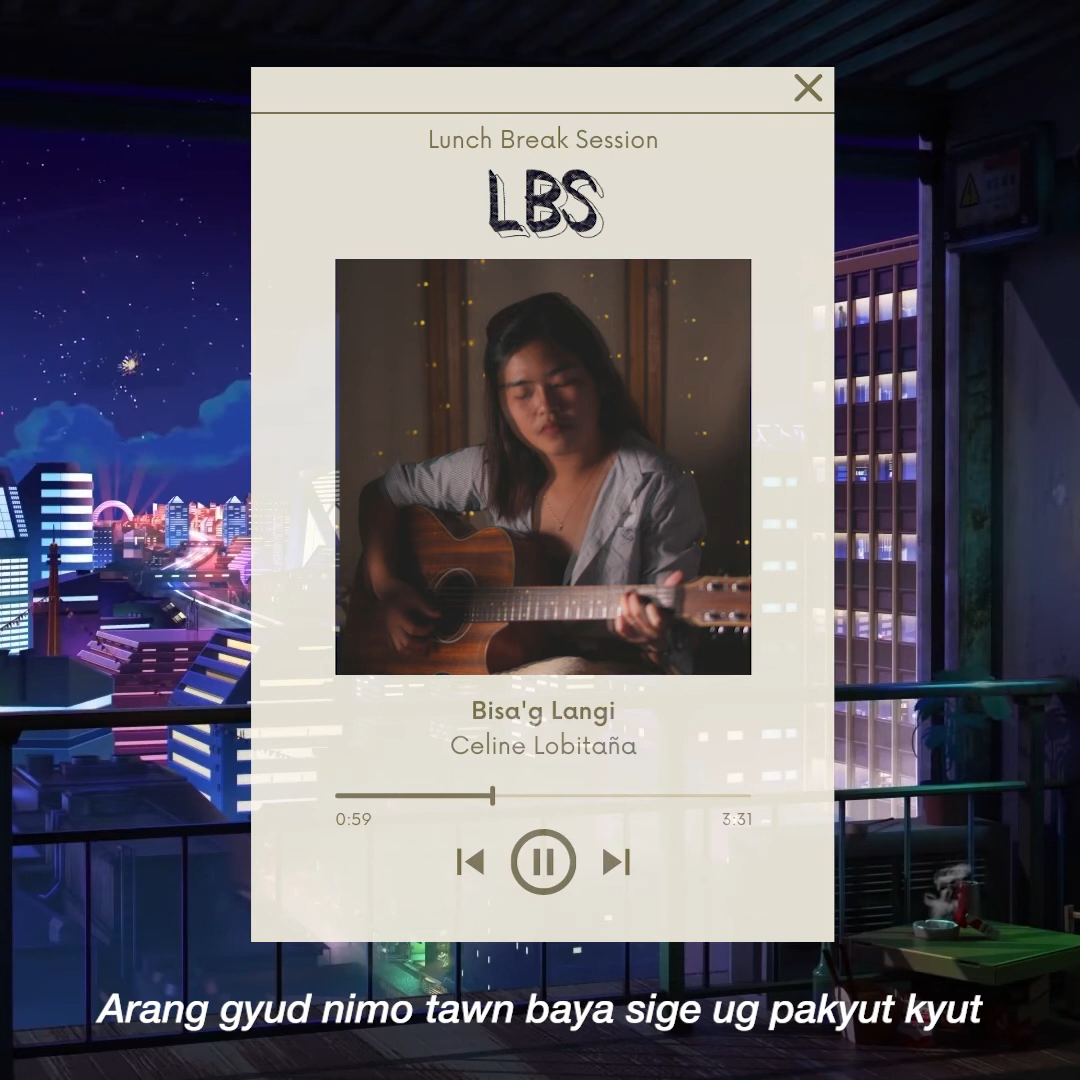 Lunch Break Session
LBS
Bisa'g Langi
Celine Lobitaña
0:59 3:31
Arang gyud nimo tawn baya sige ug pakyut kyut